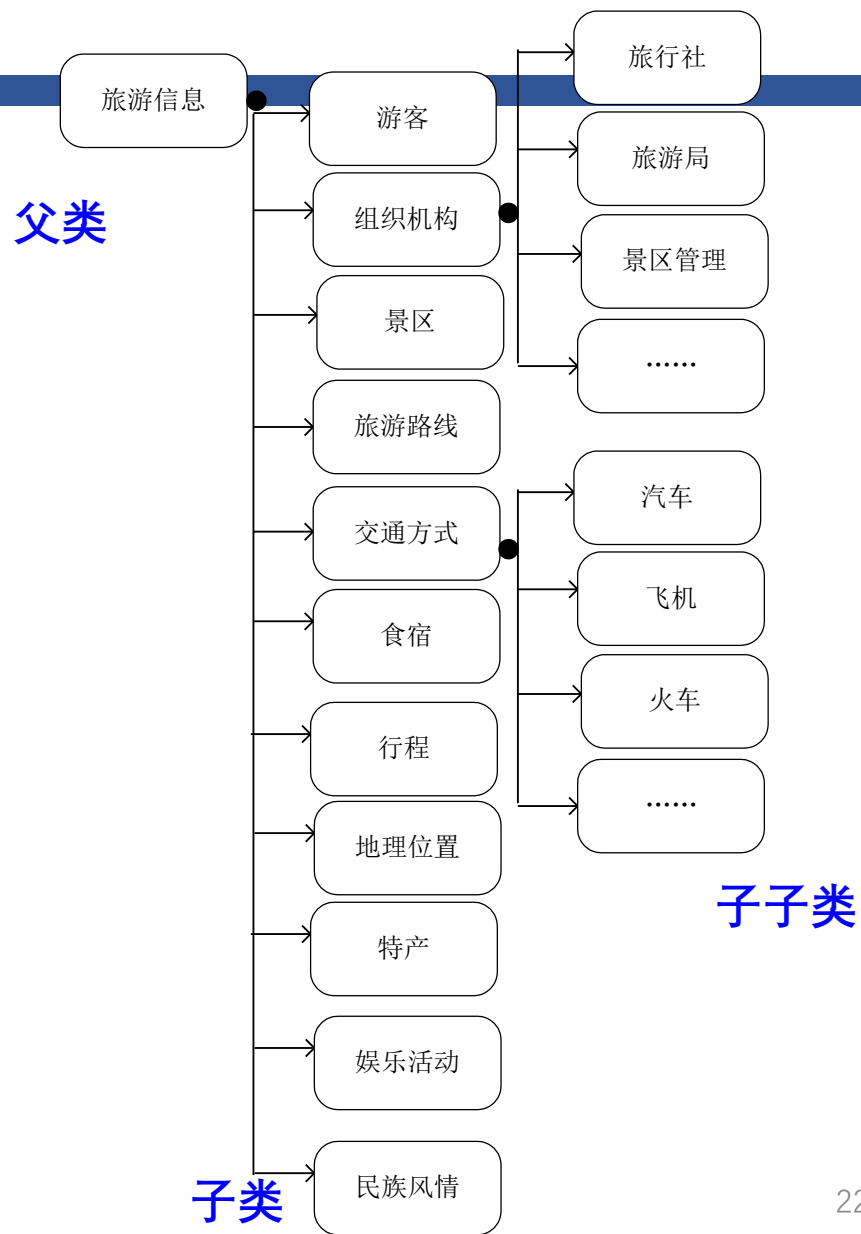 旅游信息
父类
游客
组织机构
景区
旅游路线
交通方式
食宿
行程
地理位置
特产
娱乐活动
民族风情
子类
旅行社
旅游局
景区管理
……
汽车
飞机
火车
……
子子类
22